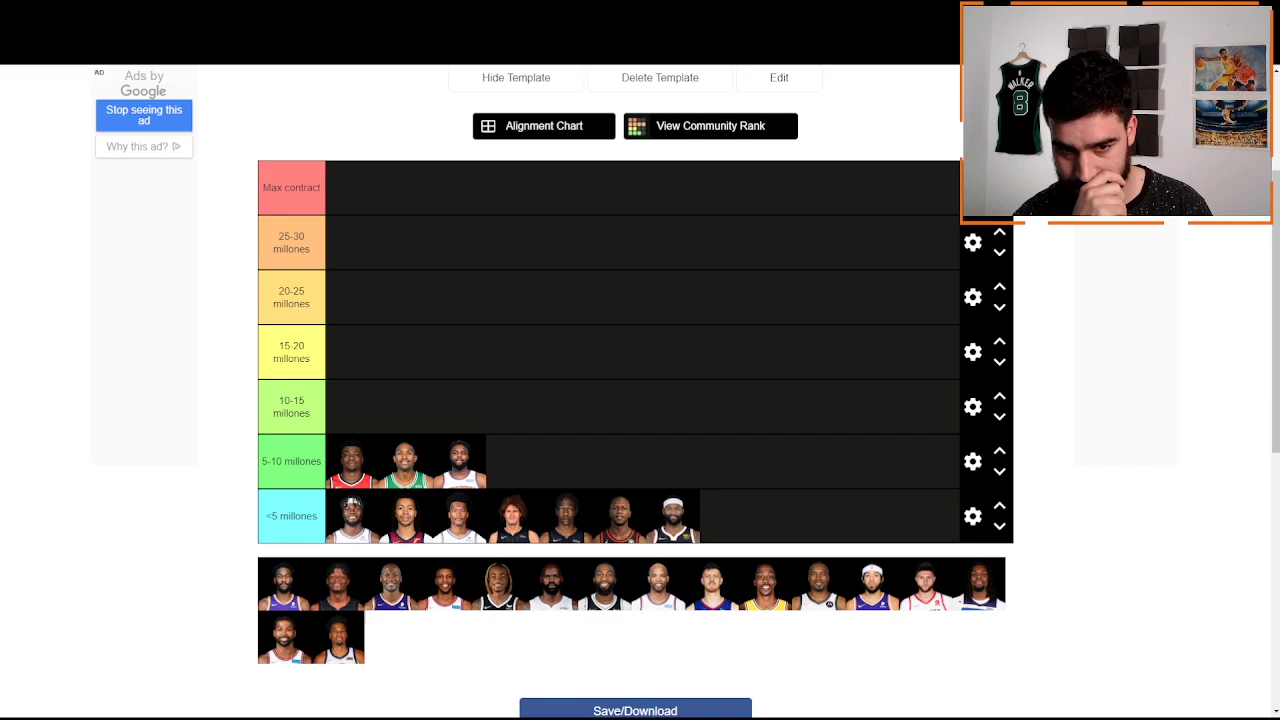 AD
Ads by
Google
Stop seeing this
ad
Why this ad?
Hide Template
Delete Template
Edit
Alignment Chart
View Community Rank
WALKER
8
Max contract
25-30
millones
20-25
millones
15-20
millones
10-15
millones
5-10 millones
<5 millones
Save/Download